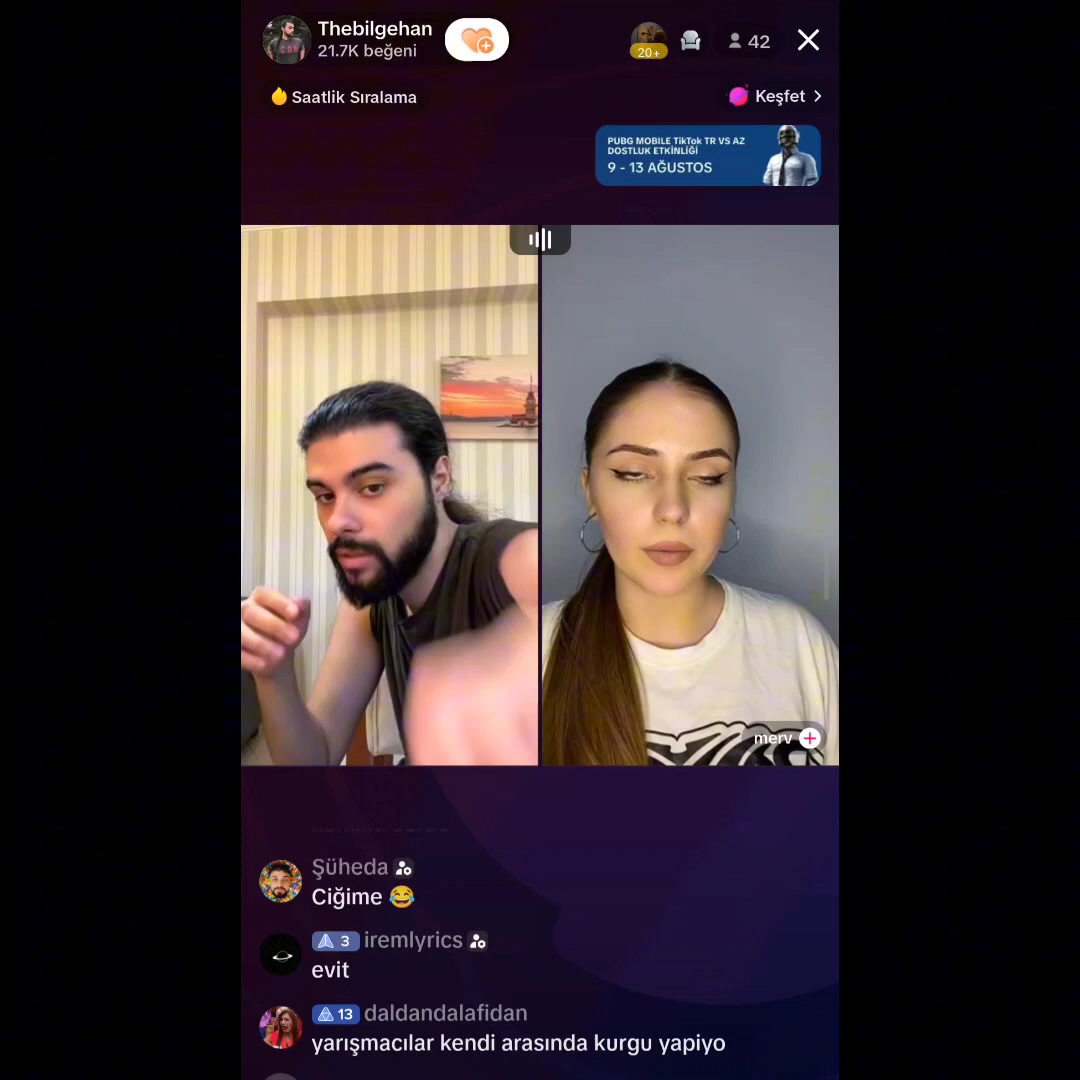 Thebilgehan
21.7K beğeni
20+
42
Saatlik Sıralama
Keşfet
PUBG MOBILE TikTok TR VS AZ
DOSTLUK ETKİNLİĞİ
9 - 13 AĞUSTOS
merv
Şüheda
Ciğime 😂
3 iremlyrics
evit
13 daldandalafidan
yarışmacılar kendi arasında kurgu yapiyo